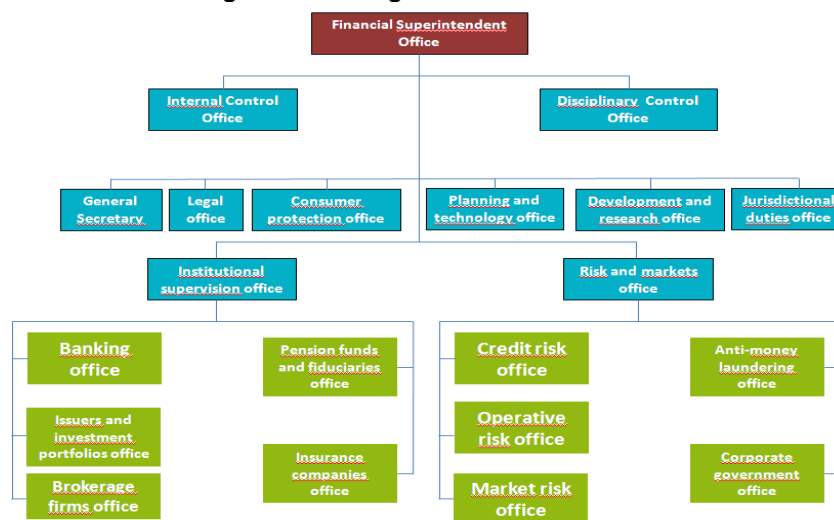 Financial Superintendent
Office
Internal Control
Office
Disciplinary Control
Office
General
Secretary
Legal
office
Consumer
protection office
Planning and
technology office
Development and
research office
Jurisdictional
duties office
Institutional
supervision office
Risk and markets
office
Banking
office
Pension funds
and fiduciaries
office
Credit risk
office
Anti-money
laundering
office
Issuers and
investment
portfolios office
Operative
risk office
Insurance
companies
office
Corporate
government
office
Brokerage
firms office
Market risk
office